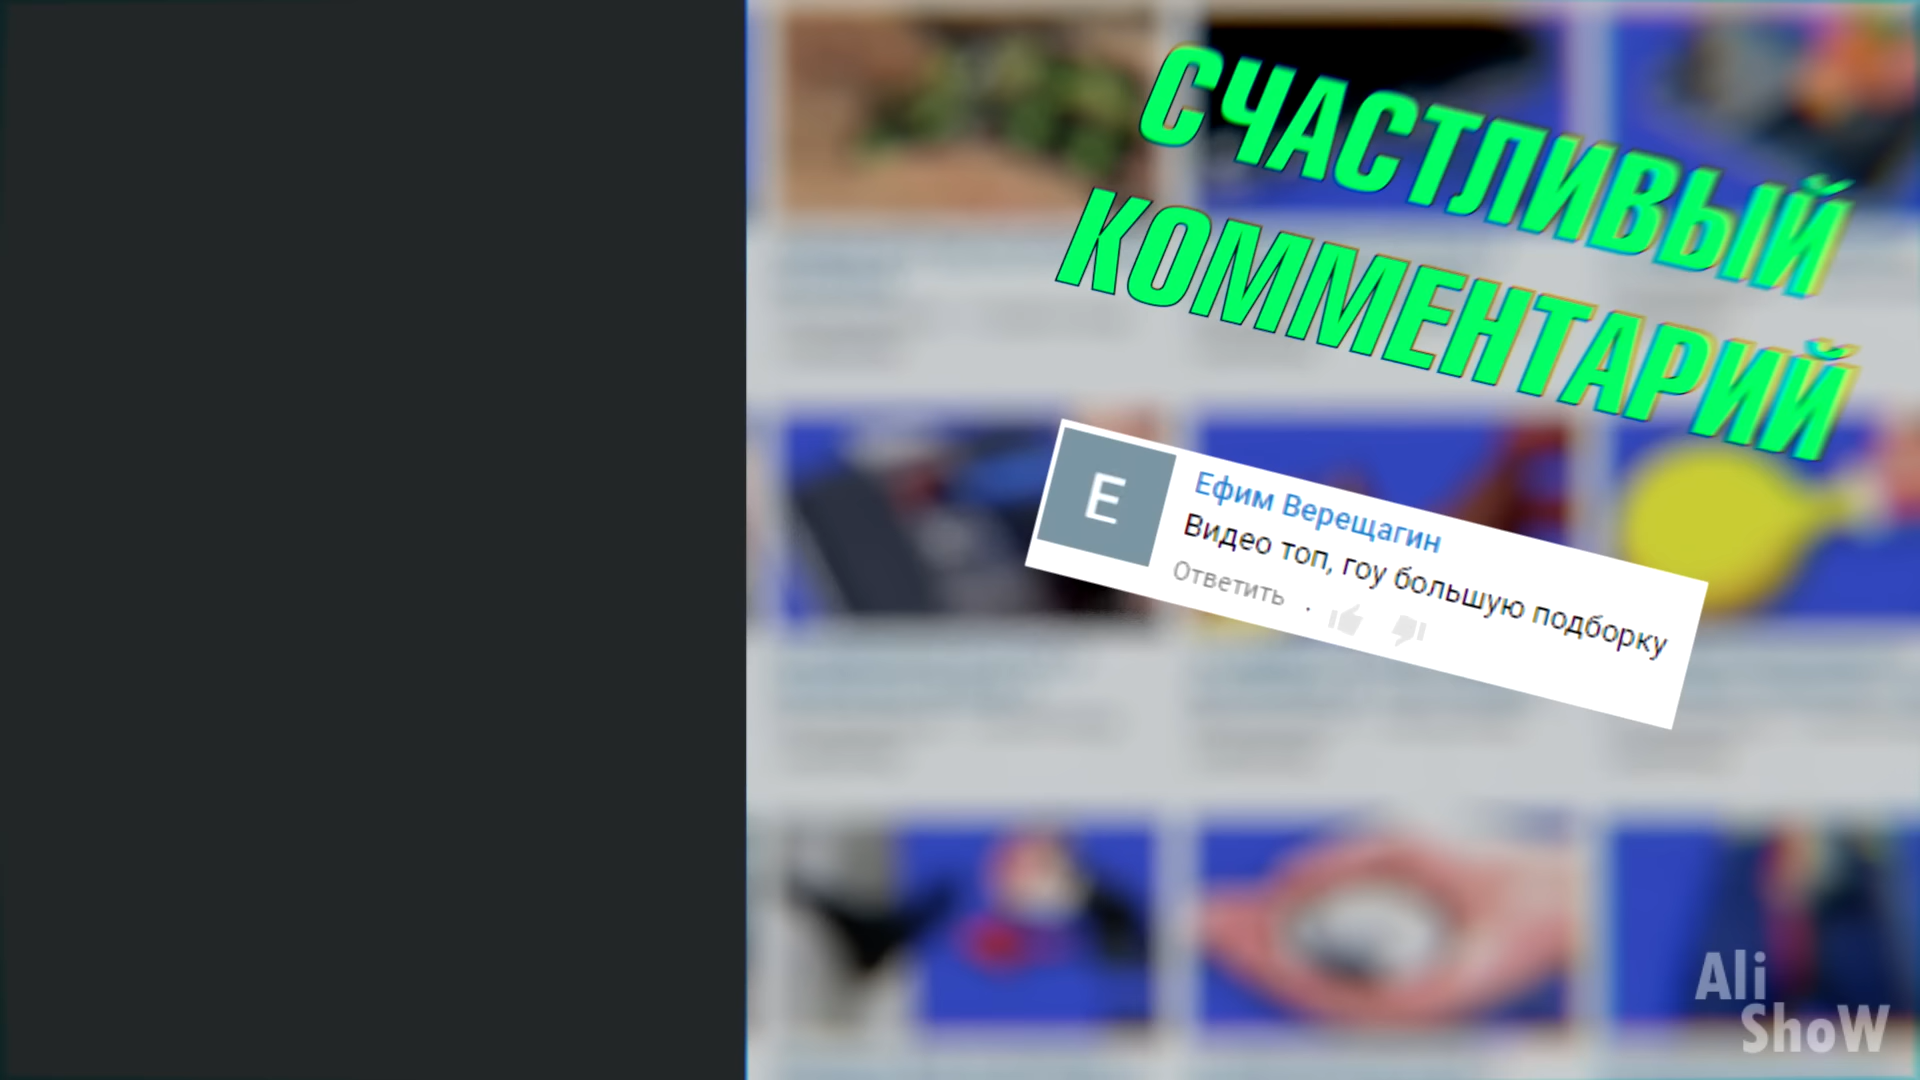 СЧАСТЛИВЫЙ
КОММЕНТАРИЙ
E
Ефим Верещагин
Видео топ, гоу большую подборку
Ответить ·
Ali
ShoW